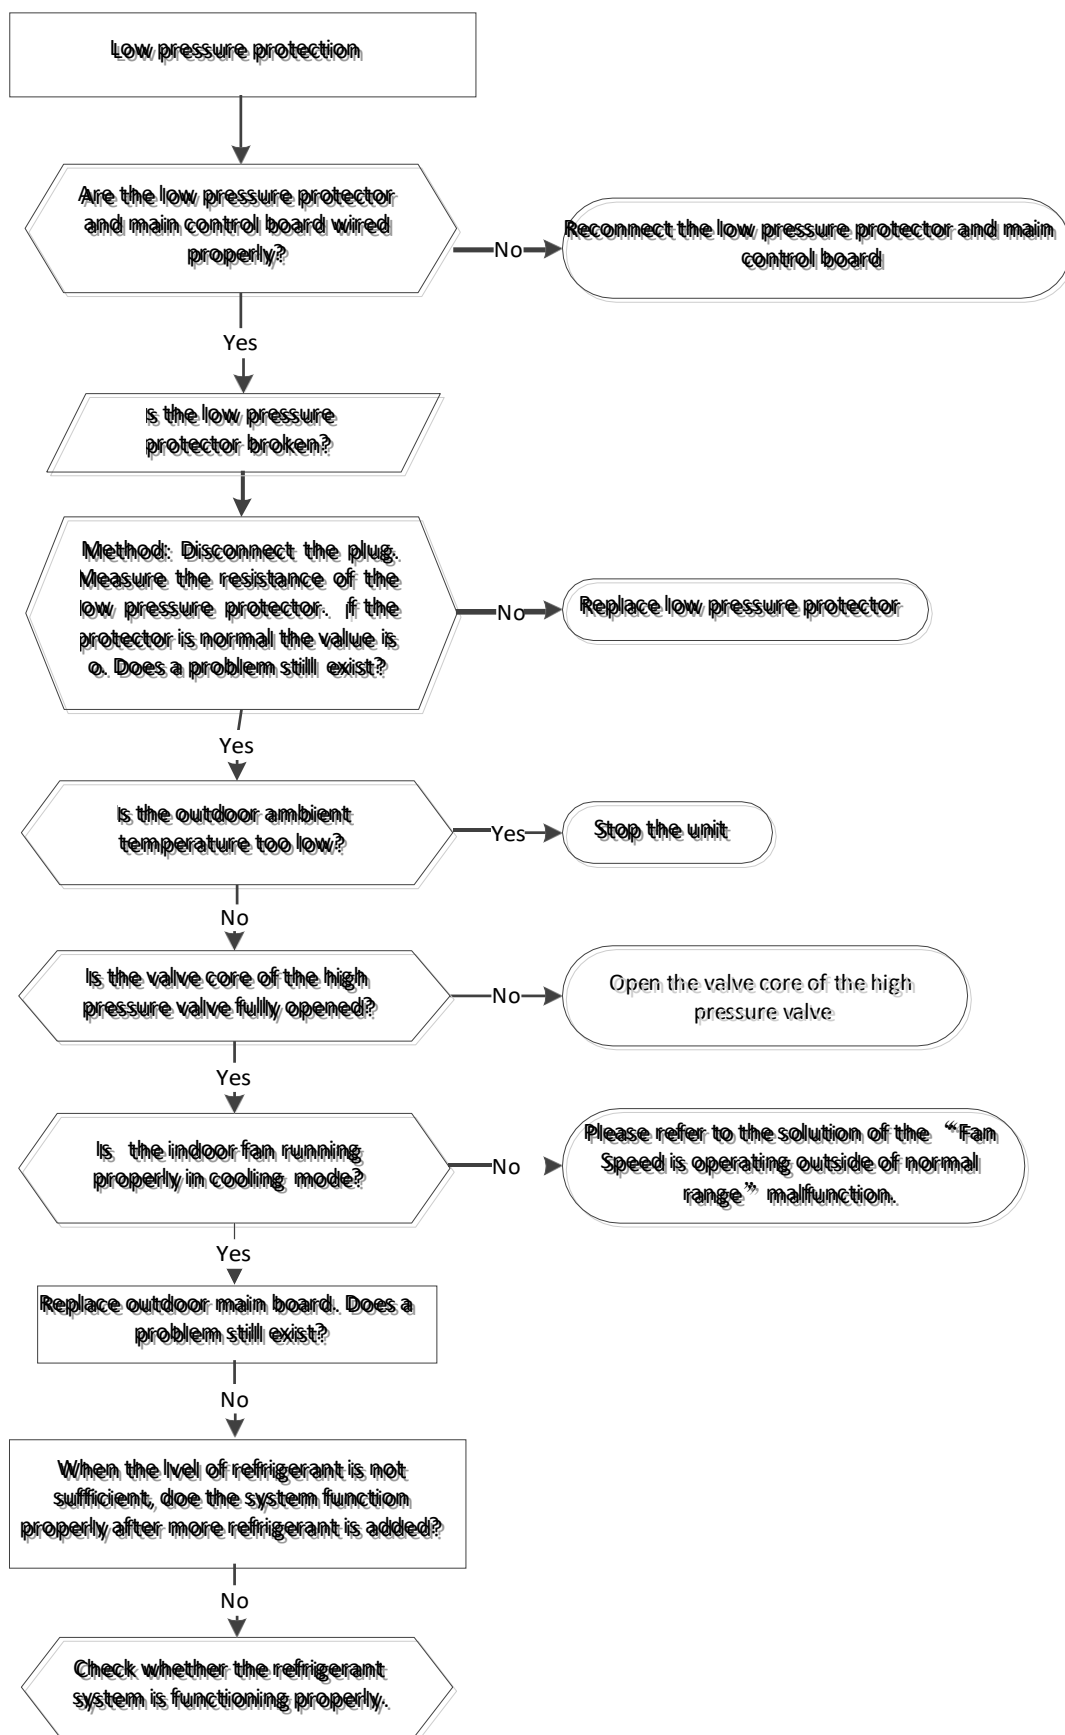 Low pressure protection
Are the low pressure protector
and main control board wired
properly?
No
Reconnect the low pressure protector and main
control board
Yes
Is the low pressure
protector broken?
Method: Disconnect the plug.
Measure the resistance of the
low pressure protector. If the
protector is normal the value is
o. Does a problem still exist?
No
Replace low pressure protector
Yes
Is the outdoor ambient
temperature too low?
Yes
Stop the unit
No
Is the valve core of the high
pressure valve fully opened?
No
Open the valve core of the high
pressure valve
Yes
Is the indoor fan running
properly in cooling mode?
No
Please refer to the solution of the “Fan
Speed is operating outside of normal
range” malfunction.
Yes
Replace outdoor main board. Does a
problem still exist?
No
When the lvel of refrigerant is not
sufficient, doe the system function
properly after more refrigerant is added?
No
Check whether the refrigerant
system is functioning properly.